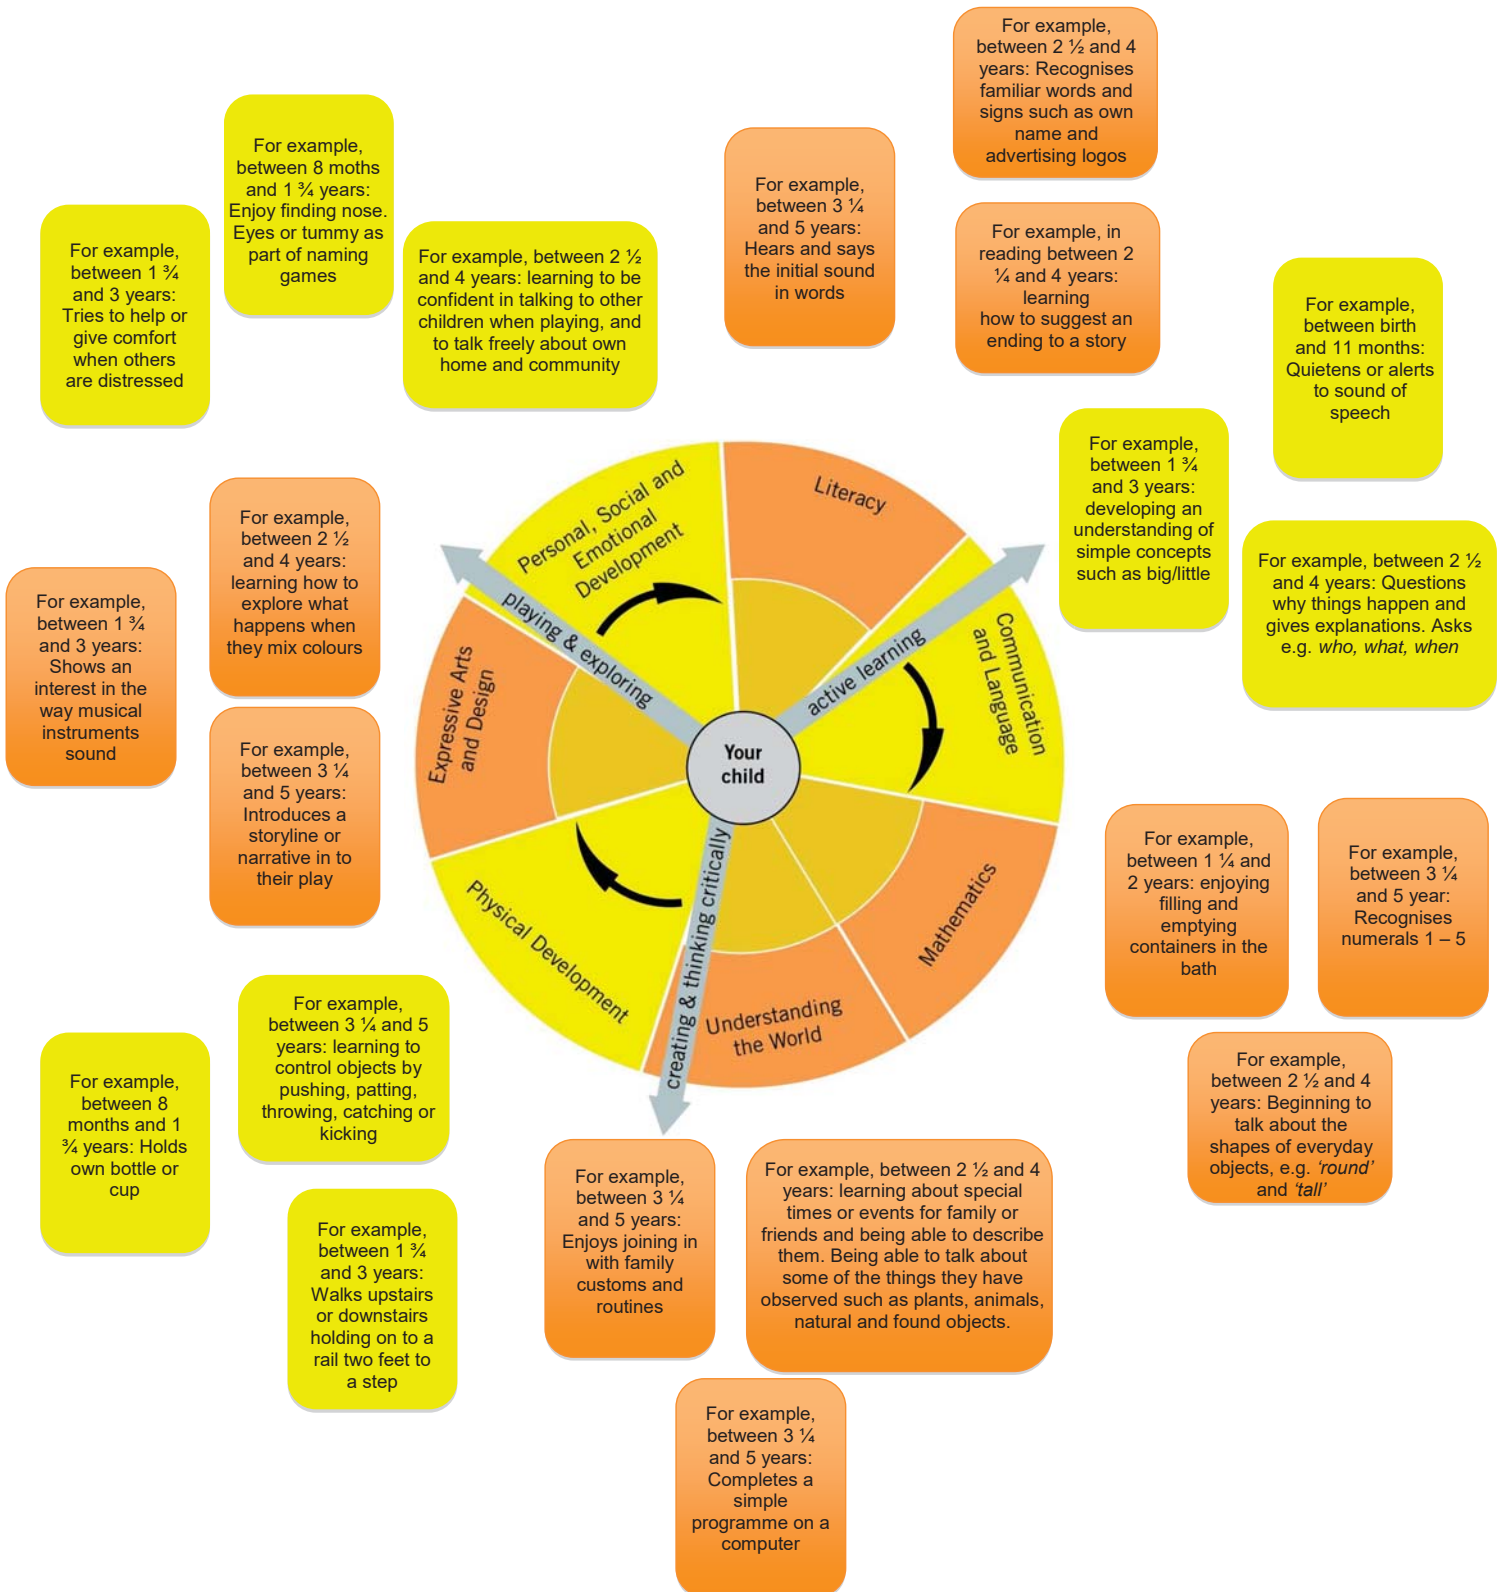 For example,
between 2 ½ and 4
years: Recognises
familiar words and
signs such as own
name and
advertising logos
For example,
between 8 moths
and 1 ¾ years:
Enjoy finding nose.
Eyes or tummy as
part of naming
games
For example,
between 3 ¼
and 5 years:
Hears and says
the initial sound
in words
For example,
between 1 ¾
and 3 years:
Tries to help or
give comfort
when others
are distressed
For example, between 2 ½
and 4 years: learning to be
confident in talking to other
children when playing, and
to talk freely about own
home and community
For example, in
reading between 2
¼ and 4 years:
learning
how to suggest an
ending to a story
For example,
between birth
and 11 months:
Quietens or alerts
to sound of
speech
For example,
between 1 ¾
and 3 years:
developing an
understanding of
simple concepts
such as big/little
For example, between 2 ½
and 4 years: Questions
why things happen and
gives explanations. Asks
e.g. who, what, when
For example,
between 2 ½
and 4 years:
learning how to
explore what
happens when
they mix colours
For example,
between 1 ¾
and 3 years:
Shows an
interest in the
way musical
instruments
sound
For example,
between 3 ¼
and 5 years:
Introduces a
storyline or
narrative in to
their play
Personal, Social and
Emotional
Development
Literacy
playing & exploring
active learning
Communication
and Language
Expressive Arts
and Design
Your
child
Physical Development
creating & thinking critically
Understanding
the World
Mathematics
For example,
between 1 ¼ and
2 years: enjoying
filling and
emptying
containers in the
bath
For example,
between 3 ¼
and 5 year:
Recognises
numerals 1 – 5
For example,
between 2 ½ and 4
years: Beginning to
talk about the
shapes of everyday
objects, e.g. ‘round’
and ‘tall’
For example,
between 3 ¼ and 5
years: learning to
control objects by
pushing, patting,
throwing, catching or
kicking
For example,
between 8
months and 1
¾ years: Holds
own bottle or
cup
For example,
between 1 ¾
and 3 years:
Walks upstairs
or downstairs
holding on to a
rail two feet to
a step
For example,
between 3 ¼
and 5 years:
Enjoys joining in
with family
customs and
routines
For example, between 2 ½ and 4
years: learning about special
times or events for family or
friends and being able to describe
them. Being able to talk about
some of the things they have
observed such as plants, animals,
natural and found objects.
For example,
between 3 ¼
and 5 years:
Completes a
simple
programme on a
computer